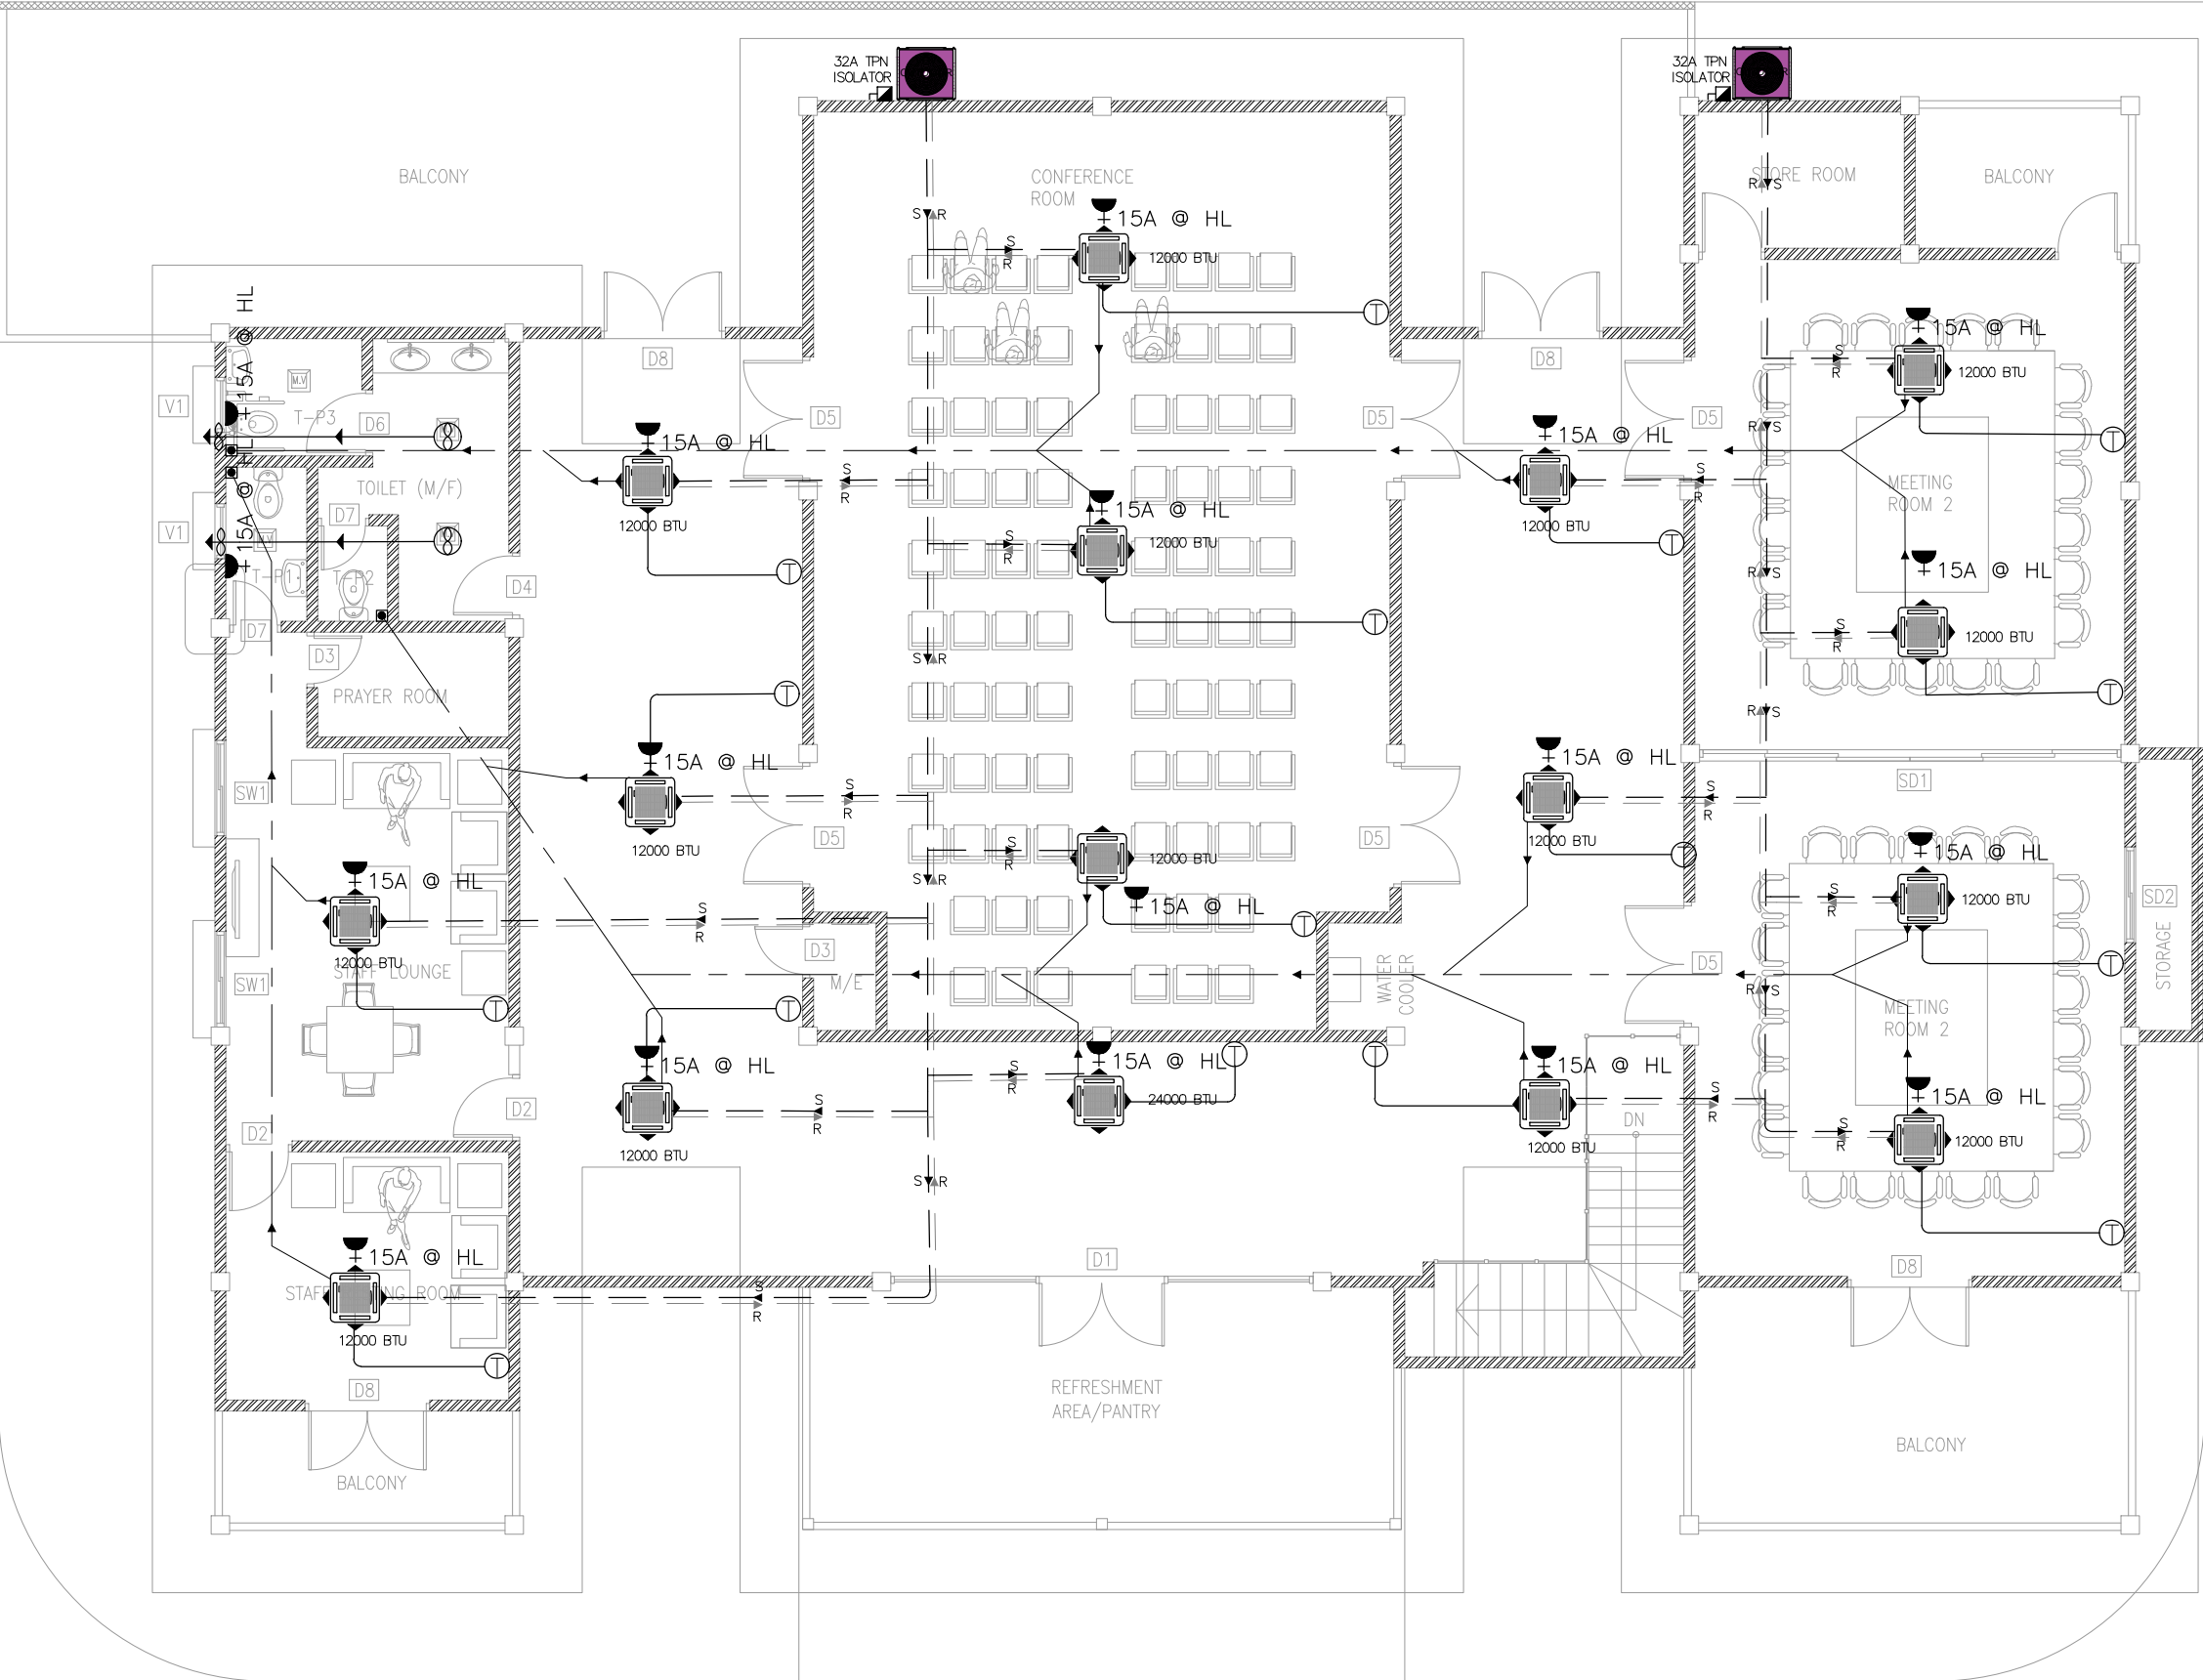 32A TPN
ISOLATOR
32A TPN
ISOLATOR
BALCONY
CONFERENCE
ROOM
STORE ROOM
BALCONY
R S
S R
15A @ HL
S
R
12000 BTU
15A @ HL
15A @ HL
S
R
12000 BTU
D8
D8
M.V
V1
T-P3
D6
D5
D5
D5
15A @ HL
15A @ HL
R S
S
R
S
R
TOILET (M/F)
MEETING
ROOM 2
D7
V1
12000 BTU
12000 BTU
15A @ HL
S
R
12000 BTU
15A @ HL
T-P1
T-P2
D4
R S
15A @ HL
D7
D3
S R
S
R
12000 BTU
PRAYER ROOM
R S
15A @ HL
15A @ HL
SW1
SD1
S
R
S
R
D5
D5
12000 BTU
12000 BTU
S
R
12000 BTU
15A @ HL
15A @ HL
S R
S
R
12000 BTU
SD2
15A @ HL
S
R
D3
12000 BTU
STAFF LOUNGE
SW1
M/E
WATER
COOLER
D5
STORAGE
R S
MEETING
ROOM 2
15A @ HL
15A @ HL
15A @ HL
S
R
S
R
24000 BTU
S
R
15A @ HL
D2
D2
S
R
DN
12000 BTU
12000 BTU
S
R
12000 BTU
S R
15A @ HL
D1
D8
S
R
12000 BTU
D8
REFRESHMENT
AREA/PANTRY
BALCONY
BALCONY